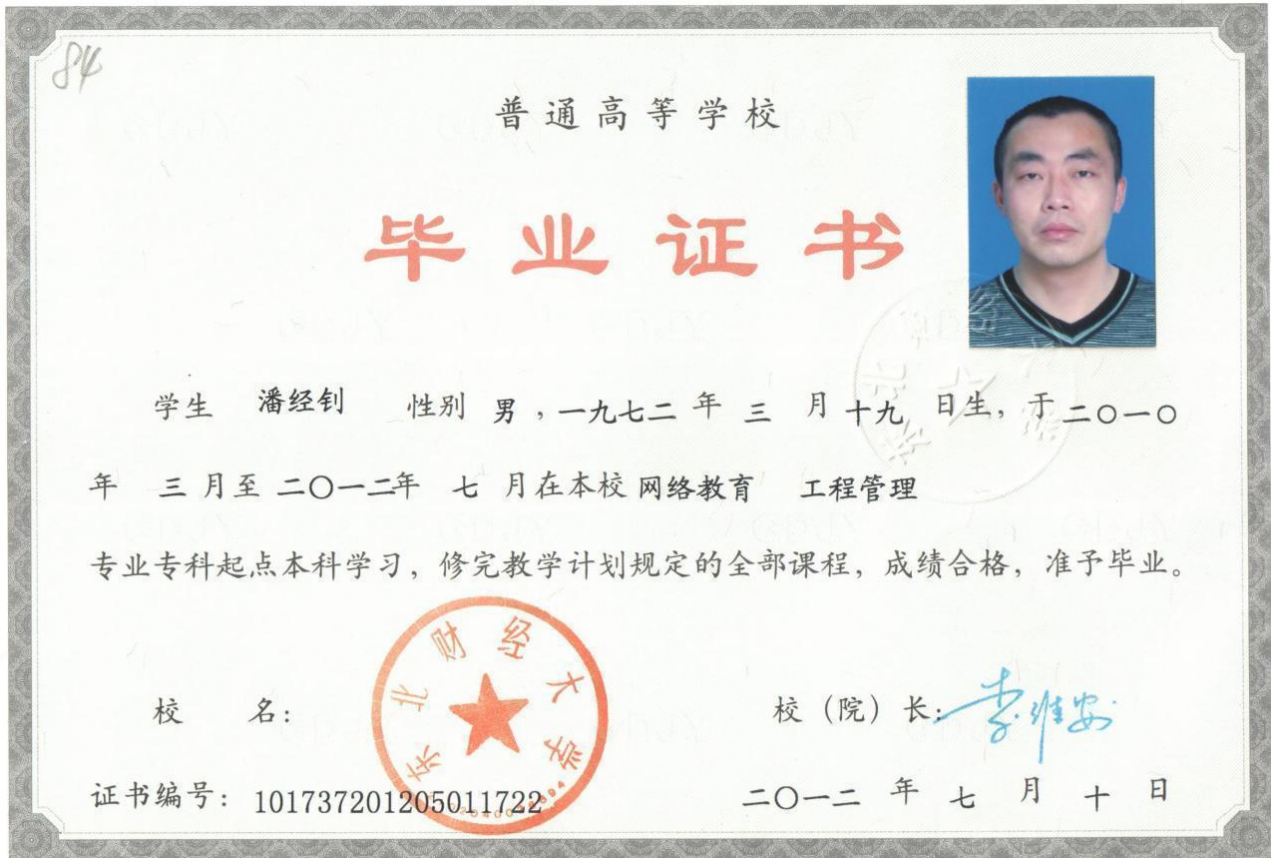 84
普通高等学校
毕业证书
学生 潘经钊 性别 男，一九七二 年 三 月 十九 日生，于 二〇一〇
年 三 月至 二〇一二年 七 月在本校 网络教育 工程管理
专业专科起点本科学习，修完教学计划规定的全部课程，成绩合格，准予毕业。
东北财经大学
校 名： 校（院）长：李维安
证书编号：101737201205011722 二〇一二 年 七 月 十 日